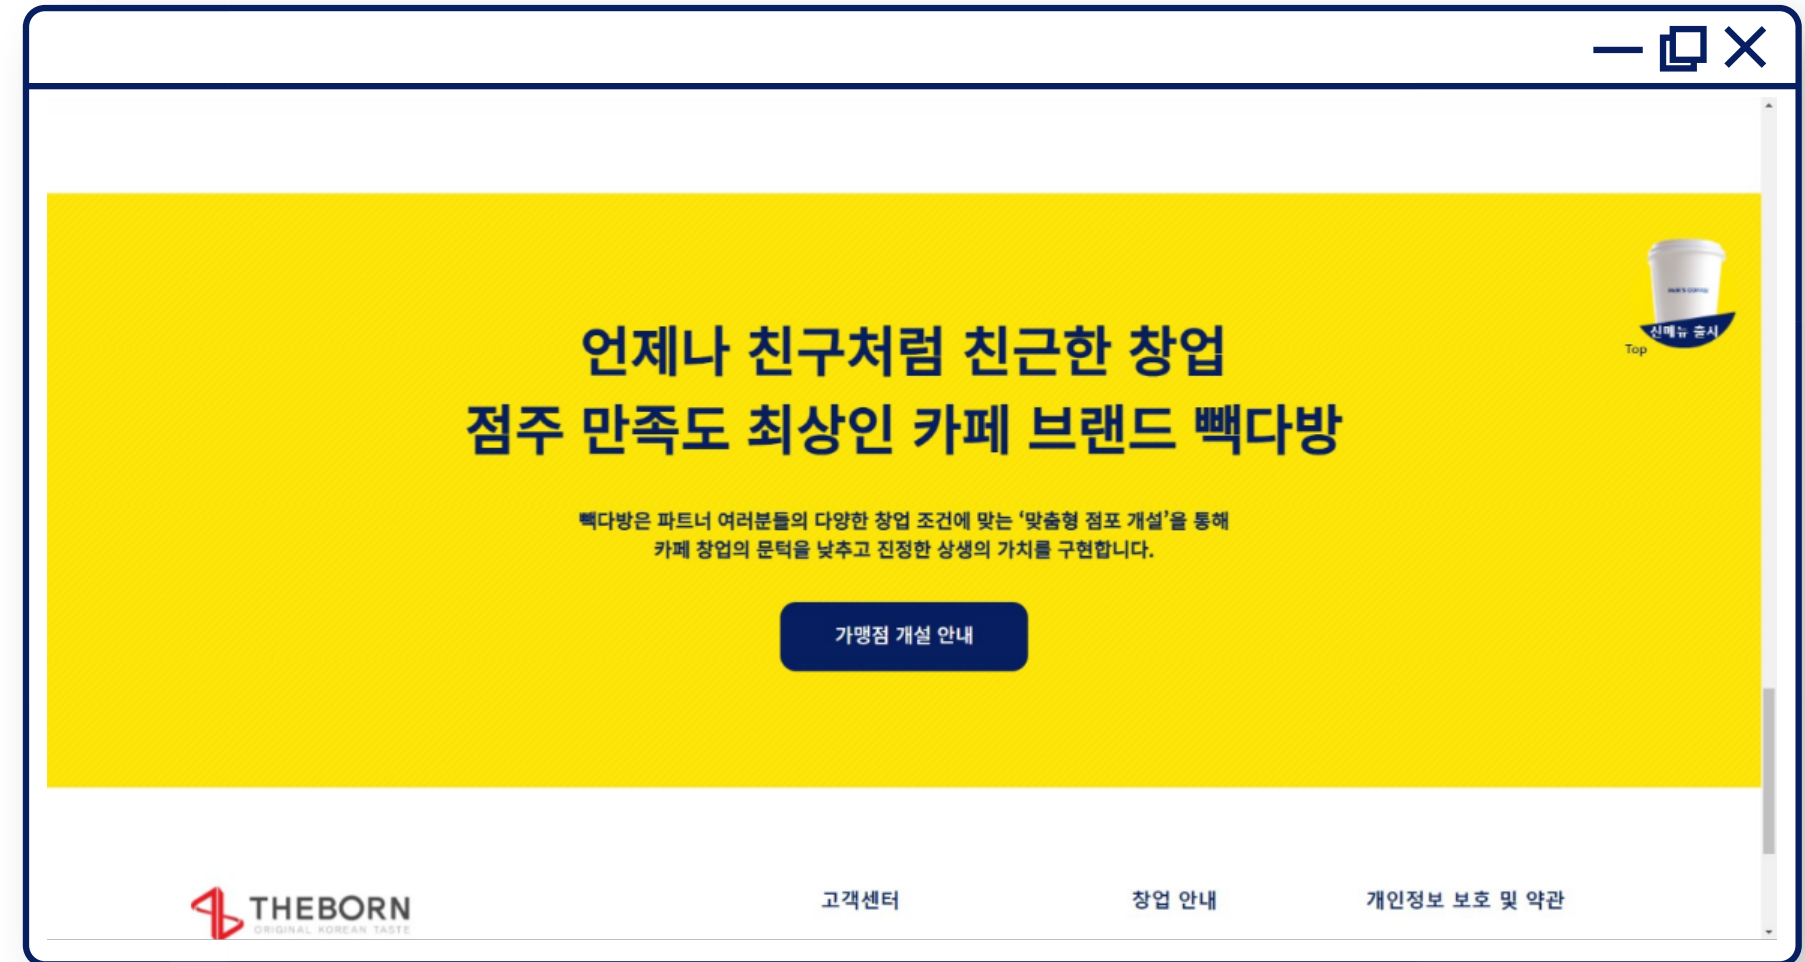 언제나 친구처럼 친근한 창업
점주 만족도 최상인 카페 브랜드 빽다방
빽다방은 파트너 여러분들의 다양한 창업 조건에 맞는 ‘맞춤형 점포 개설’을 통해
카페 창업의 문턱을 낮추고 진정한 상생의 가치를 구현합니다.
가맹점 개설 안내
PAIK'S COFFEE
신메뉴 출시
Top
THEBORN
ORIGINAL KOREAN TASTE
고객센터
창업 안내
개인정보 보호 및 약관